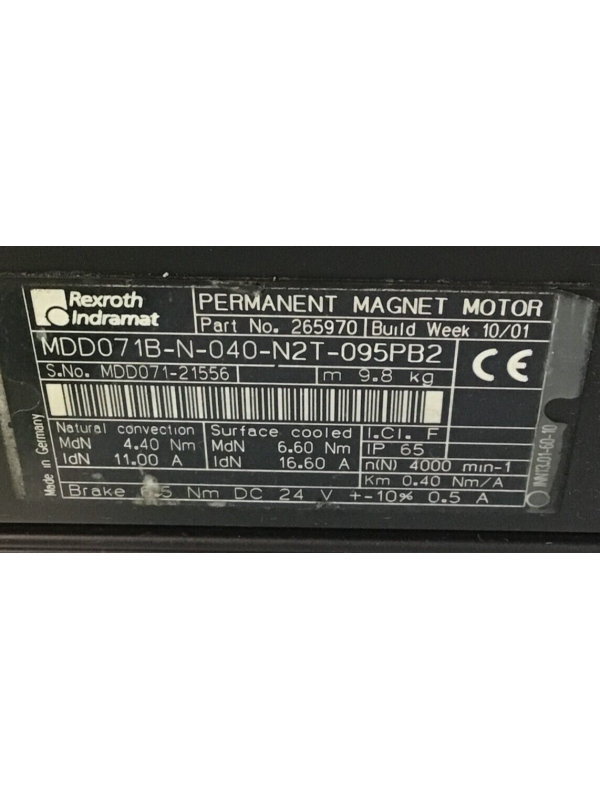 Rexroth
Indramat
PERMANENT MAGNET MOTOR
Part No. 265970 Build Week 10/01
MDD071B-N-040-N2T-095PB2
CE
S.No. MDD071-21556 m 9.8 kg
Made in Germany
Natural convection
MdN 4.40 Nm
IdN 11.00 A
Surface cooled
MdN 6.60 Nm
IdN 16.60 A
I.Cl. F
IP 65
n(N) 4000 min-1
Km 0.40 Nm/A
Brake Nm DC 24 V +-10% 0.5 A